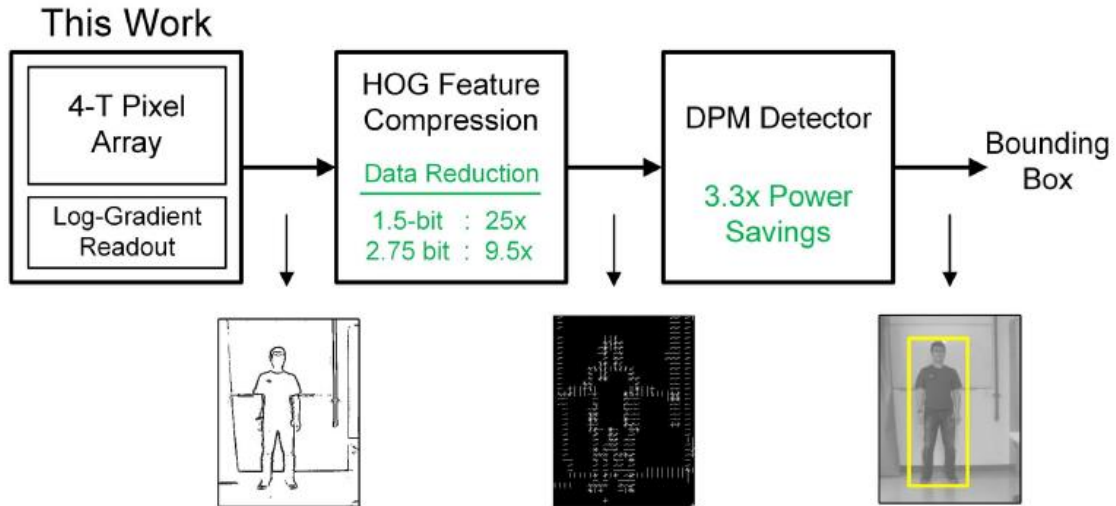 This Work
4-T Pixel
Array
Log-Gradient
Readout
HOG Feature
Compression
Data Reduction
1.5-bit : 25x
2.75 bit : 9.5x
DPM Detector
3.3x Power
Savings
Bounding
Box